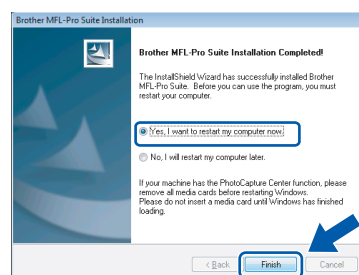 Brother MFL-Pro Suite Installation
Brother MFL-Pro Suite Installation Completed!
The InstallShield Wizard has successfully installed Brother
MFL-Pro Suite. Before you can use the program, you must
restart your computer.
Yes, I want to restart my computer now.
No, I will restart my computer later.
If your machine has the PhotoCapture Center function, please
remove all media cards before restarting Windows.
Please do not insert a media card until Windows has finished
loading.
< Back Finish Cancel